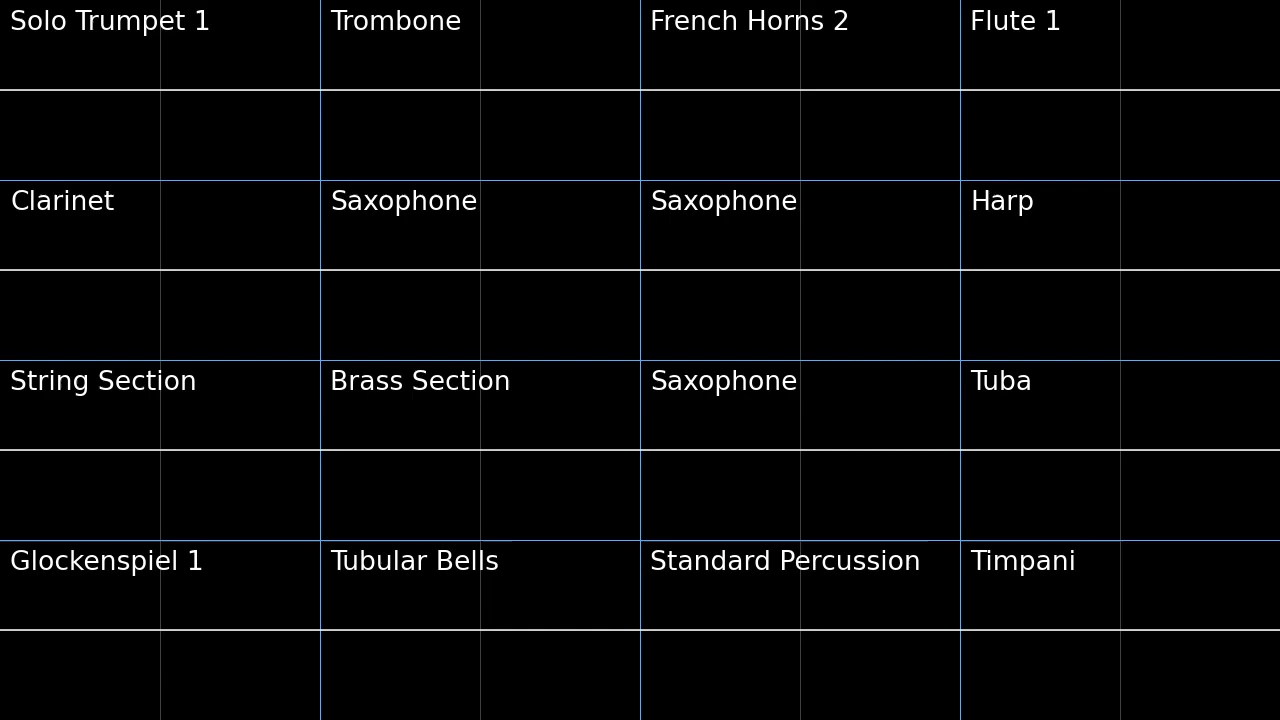 Solo Trumpet 1
Trombone
French Horns 2
Flute 1
Clarinet
Saxophone
Saxophone
Harp
String Section
Brass Section
Saxophone
Tuba
Glockenspiel 1
Tubular Bells
Standard Percussion
Timpani